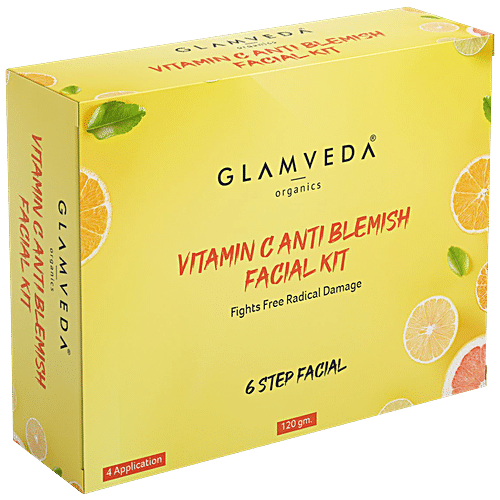 GLAMVEDA
organics
VITAMIN C ANTI BLEMISH
FACIAL KIT
GLAMVEDA®
organics
VITAMIN C ANTI BLEMISH
FACIAL KIT
GLAMVEDA®
organics
VITAMIN C ANTI BLEMISH
FACIAL KIT
Fights Free Radical Damage
6 STEP FACIAL
120 gm.
4 Application